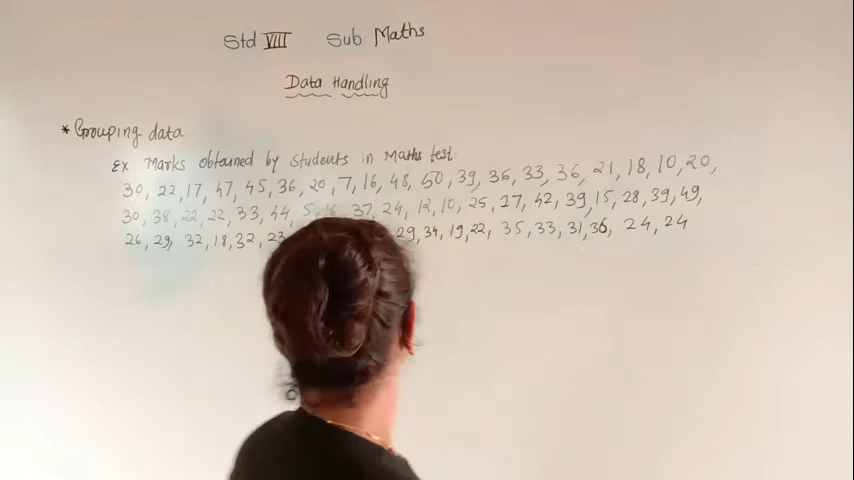 Std VIII Sub Maths
Data Handling
* Grouping data
Ex Marks obtained by students in Maths test.
30, 22, 17, 47, 45, 36, 20, 7, 16, 48, 50, 39, 36, 33, 36, 21, 18, 10, 20,
30, 38, 22, 22, 33, 44, 5, 37, 24, 12, 10, 25, 27, 42, 39, 15, 28, 39, 49,
26, 29, 32, 18, 32, 23 29, 34, 19, 22, 35, 33, 31, 36, 24, 24